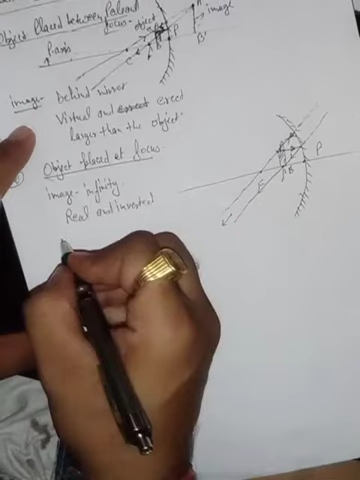 Object Placed between Pole and
focus- object
image
P.axis
C
B
P
B'
image- behind mirror
Virtual and erect
larger than the object.
Object placed at focus-
image- infinity
Real and inverted
P
C
B